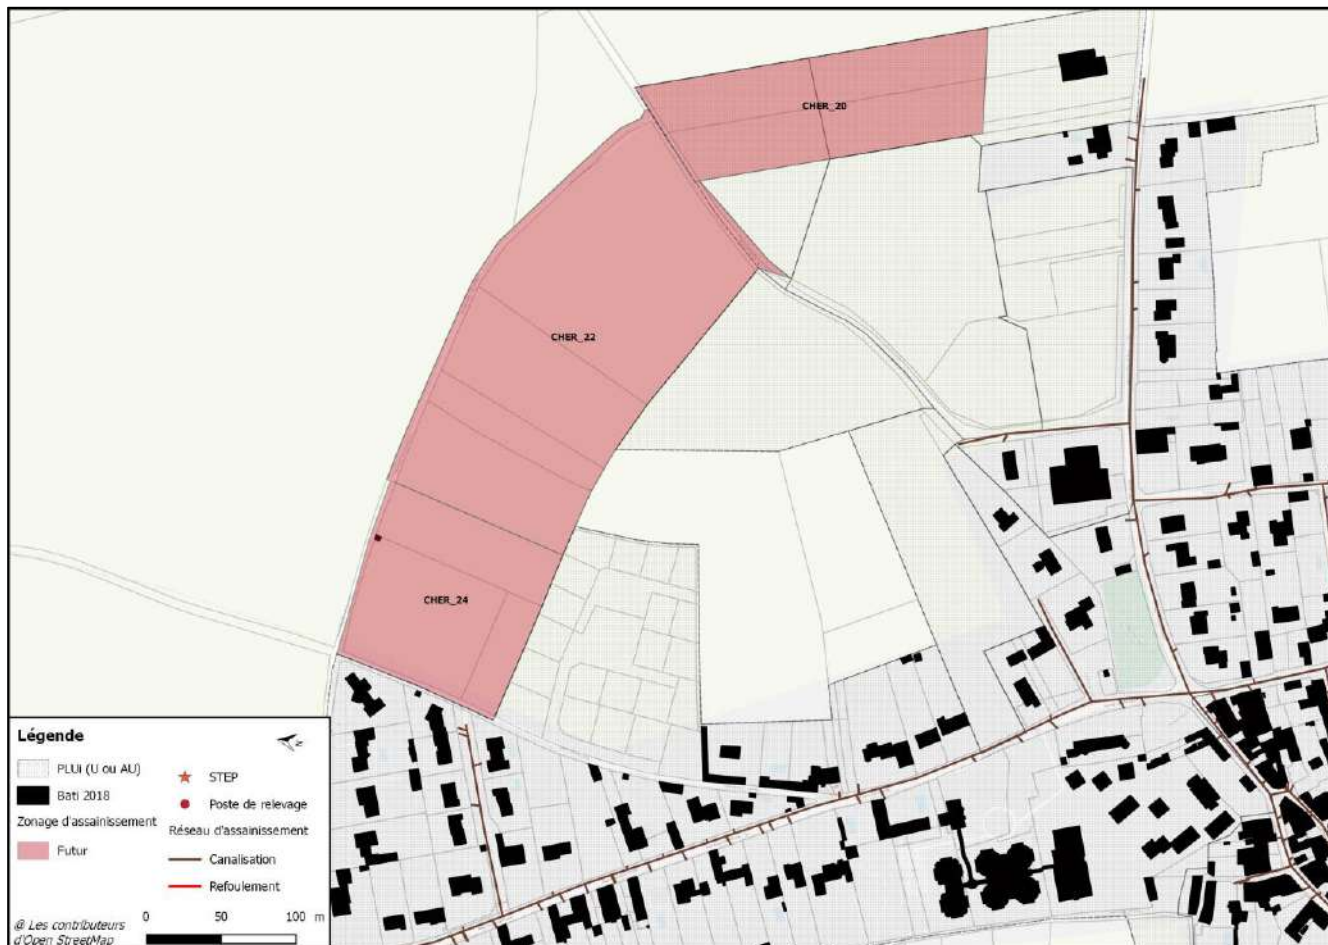 CHER_20
CHER_22
CHER_24
Légende
PLUi (U ou AU)
Bati 2018
Zonage d'assainissement
Futur
STEP
Poste de relevage
Réseau d'assainissement
Canalisation
Refoulement
@ Les contributeurs
d'Open StreetMap
0 50 100 m